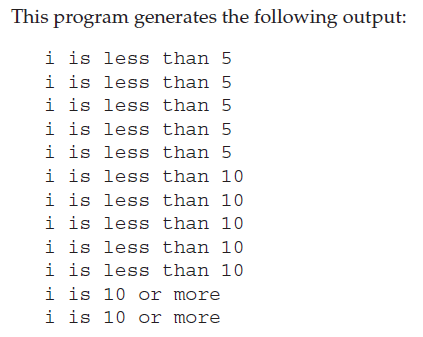 This program generates the following output:
i is less than 5
i is less than 5
i is less than 5
i is less than 5
i is less than 5
i is less than 10
i is less than 10
i is less than 10
i is less than 10
i is less than 10
i is 10 or more
i is 10 or more